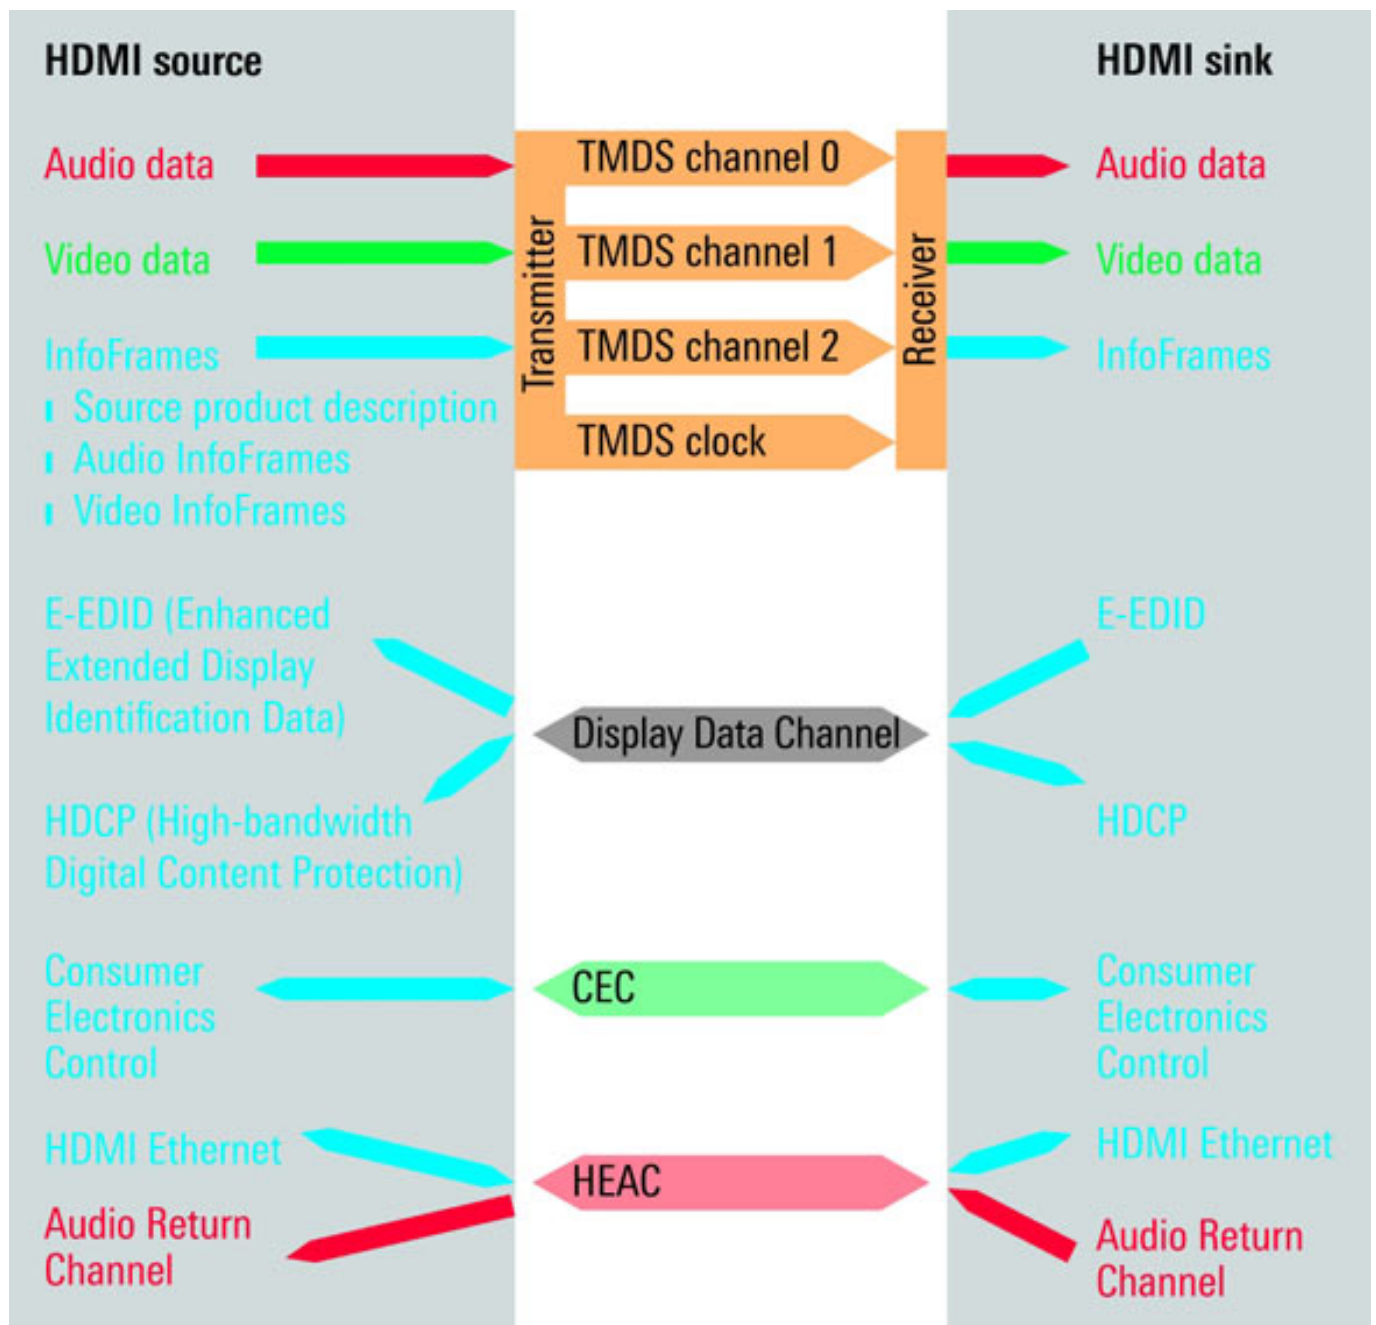 HDMI source
HDMI sink
Audio data
TMDS channel 0
Audio data
Video data
TMDS channel 1
Video data
Transmitter
Receiver
InfoFrames
TMDS channel 2
InfoFrames
Source product description
Audio InfoFrames
TMDS clock
Video InfoFrames
E-EDID (Enhanced
Extended Display
Identification Data)
E-EDID
Display Data Channel
HDCP (High-bandwidth
Digital Content Protection)
HDCP
Consumer
Electronics
Control
CEC
Consumer
Electronics
Control
HDMI Ethernet
HEAC
HDMI Ethernet
Audio Return
Channel
Audio Return
Channel